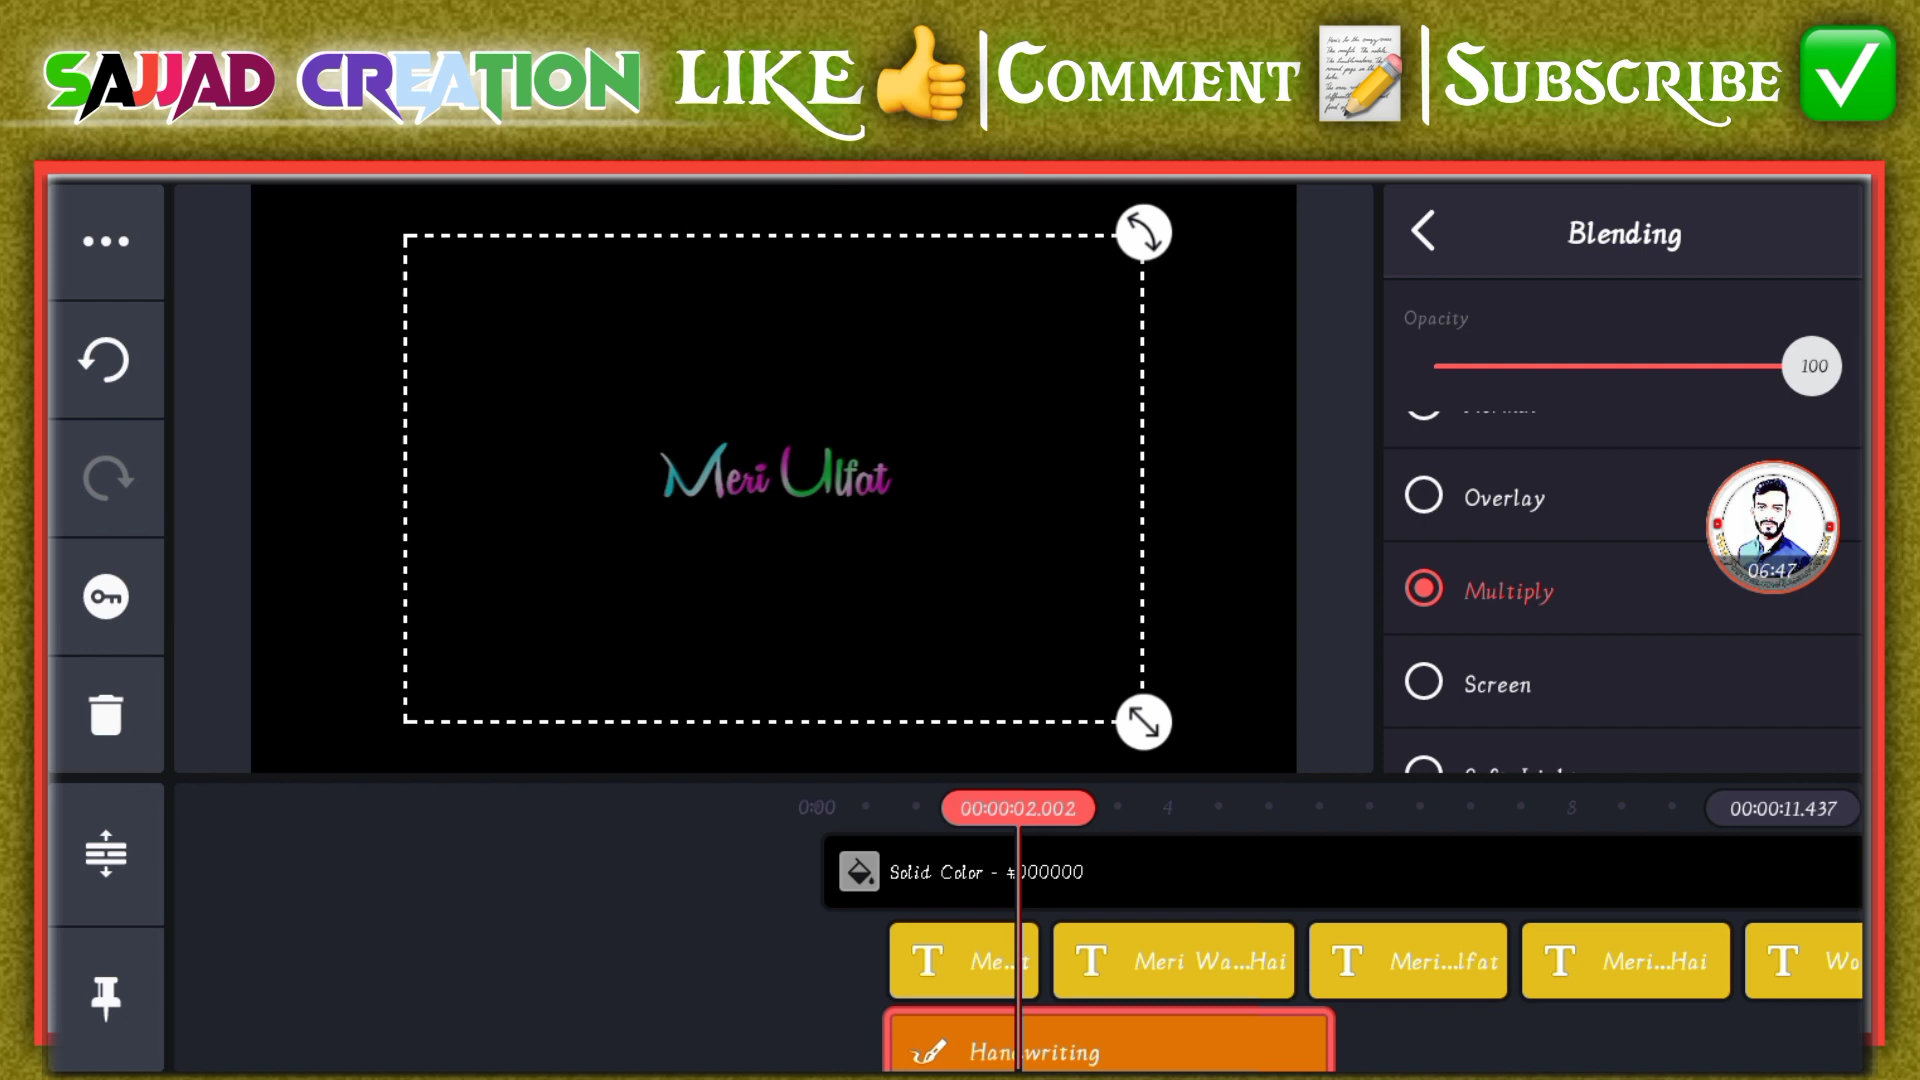 SAJJAD CREATION LIKE | COMMENT | SUBSCRIBE
Blending
Opacity
100
Overlay
Multiply
06:47
Screen
Meri Ulfat
0:00
00:00:02.002
4
8
00:00:11.437
Solid Color - #000000
T Me...t
T Meri Wa...Hai
T Meri...lfat
T Meri...Hai
T Wo
Handwriting